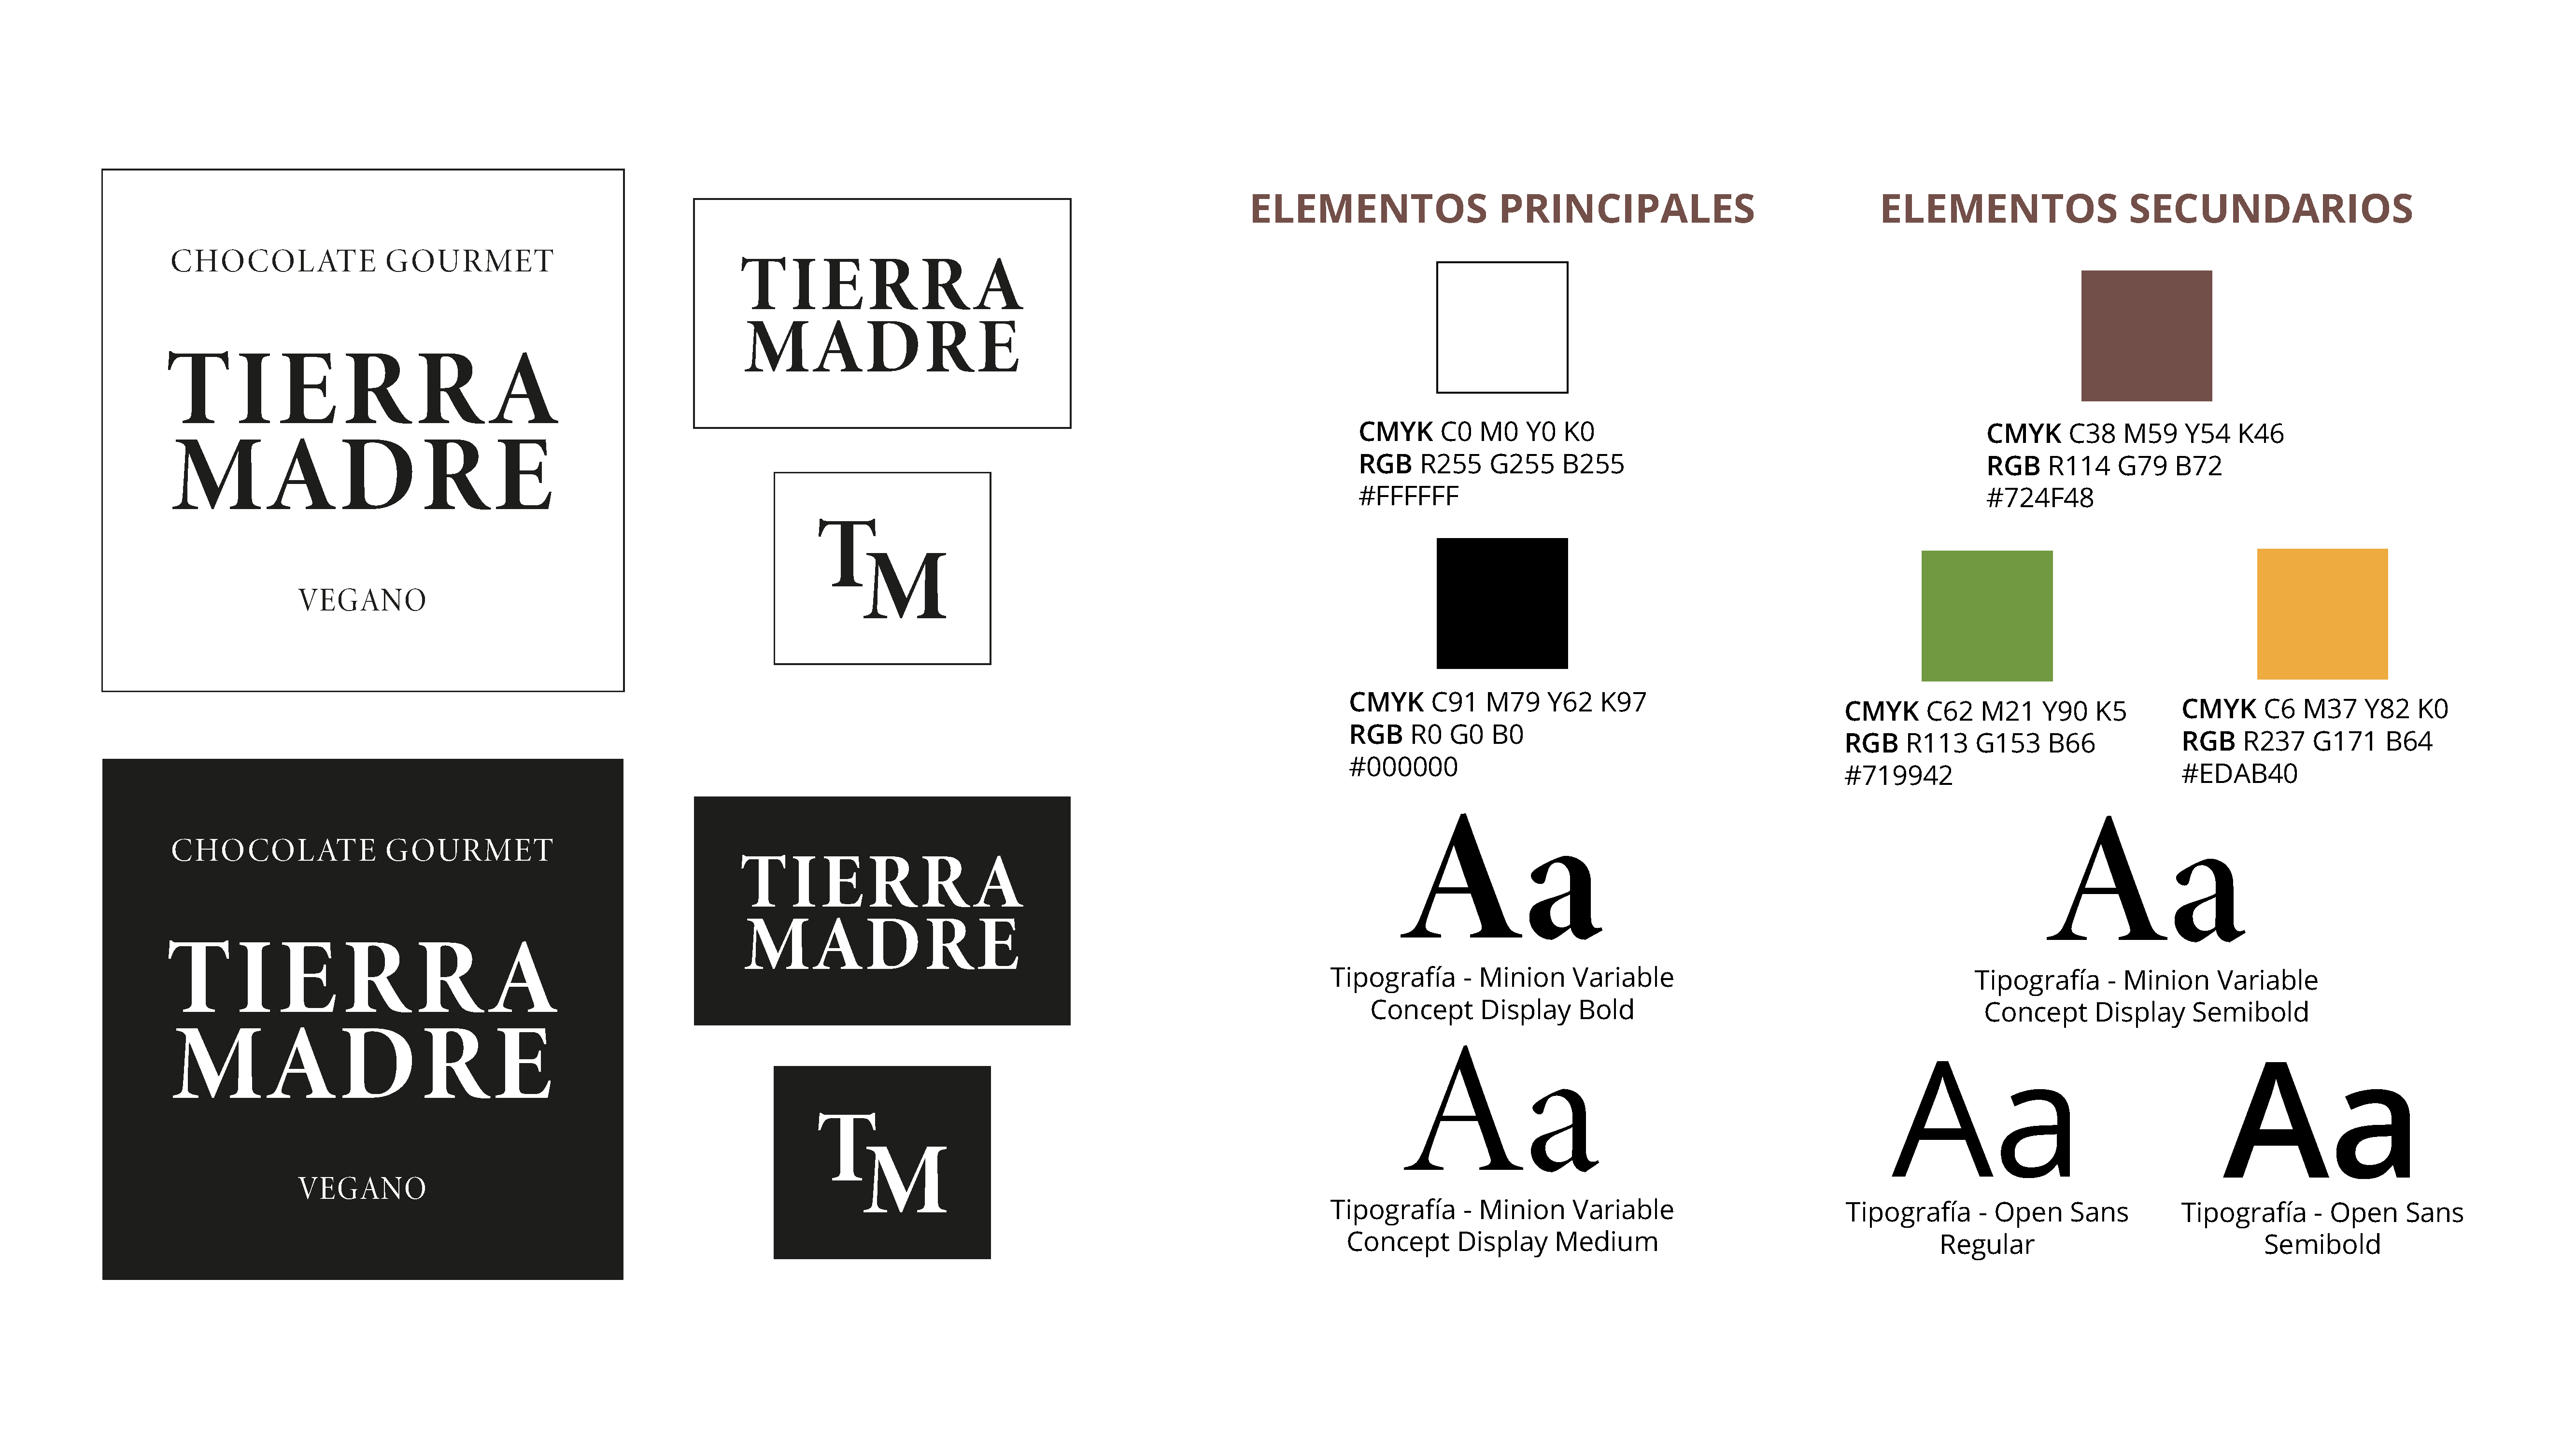 CHOCOLATE GOURMET
TIERRA
MADRE
VEGANO
TIERRA
MADRE
TM
CHOCOLATE GOURMET
TIERRA
MADRE
VEGANO
TIERRA
MADRE
TM
ELEMENTOS PRINCIPALES
CMYK C0 M0 Y0 K0
RGB R255 G255 B255
#FFFFFF
CMYK C91 M79 Y62 K97
RGB R0 G0 B0
#000000
Aa
Tipografía - Minion Variable
Concept Display Bold
Aa
Tipografía - Minion Variable
Concept Display Medium
ELEMENTOS SECUNDARIOS
CMYK C38 M59 Y54 K46
RGB R114 G79 B72
#724F48
CMYK C62 M21 Y90 K5
RGB R113 G153 B66
#719942
CMYK C6 M37 Y82 K0
RGB R237 G171 B64
#EDAB40
Aa
Tipografía - Minion Variable
Concept Display Semibold
Aa
Tipografía - Open Sans
Regular
Aa
Tipografía - Open Sans
Semibold